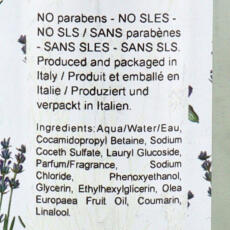 NO parabens - NO SLES -
NO SLS / SANS parabènes
- SANS SLES - SANS SLS.
Produced and packaged in
Italy / Produit et emballé en
Italie / Produziert und
verpackt in Italien.
Ingredients:Aqua/Water/Eau,
Cocamidopropyl Betaine, Sodium
Coceth Sulfate, Lauryl Glucoside,
Parfum/Fragrance, Sodium
Chloride, Phenoxyethanol,
Glycerin, Ethylhexylglicerin, Olea
Europaea Fruit Oil, Coumarin,
Linalool.